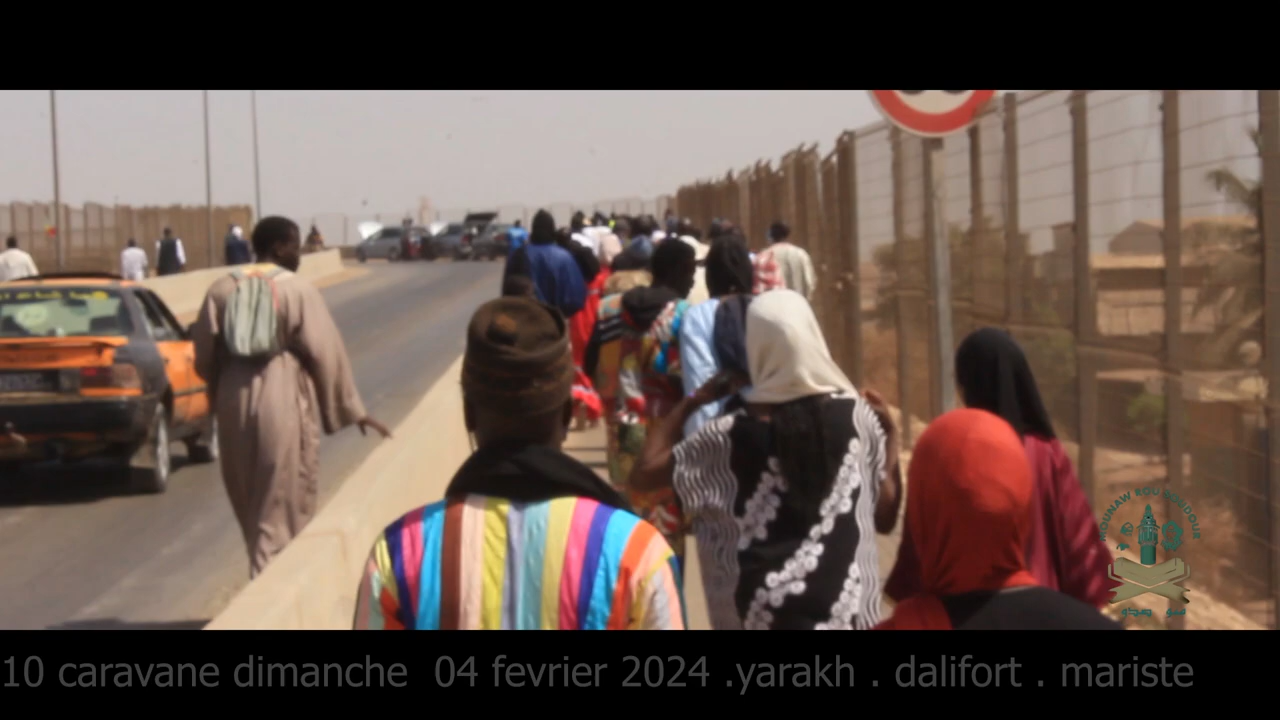 10 caravane dimanche  04 fevrier 2024 .yarakh . dalifort . mariste